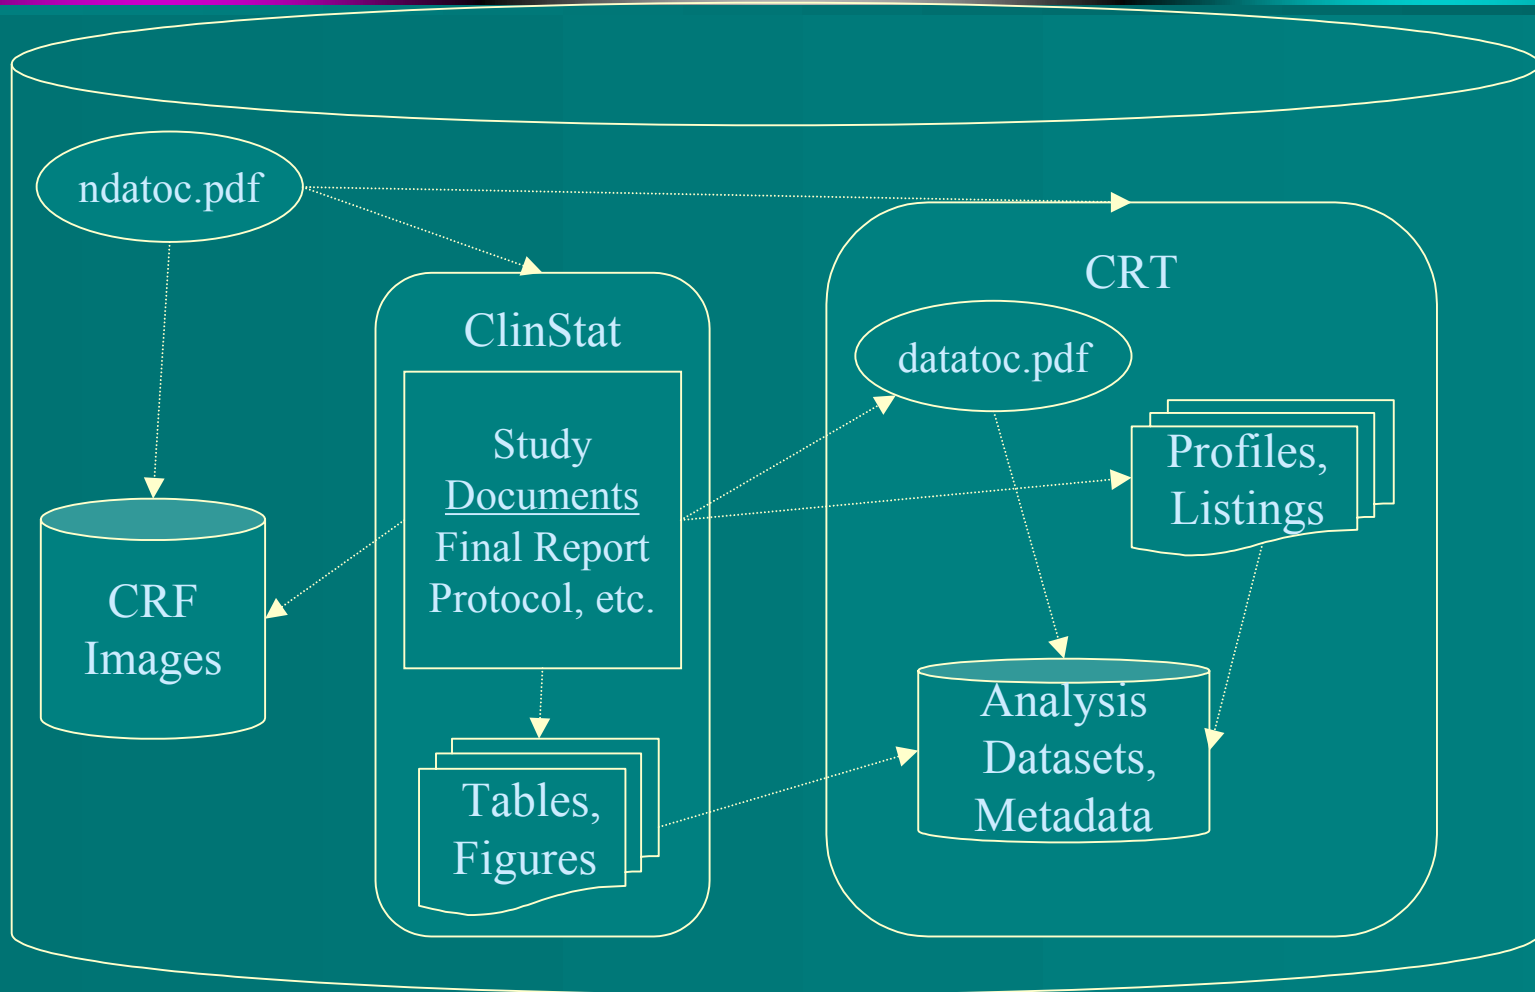 ndatoc.pdf
ClinStat
Study
Documents
Final Report
Protocol, etc.
CRF
Images
Tables,
Figures
CRT
datatoc.pdf
Profiles,
Listings
Analysis
Datasets,
Metadata